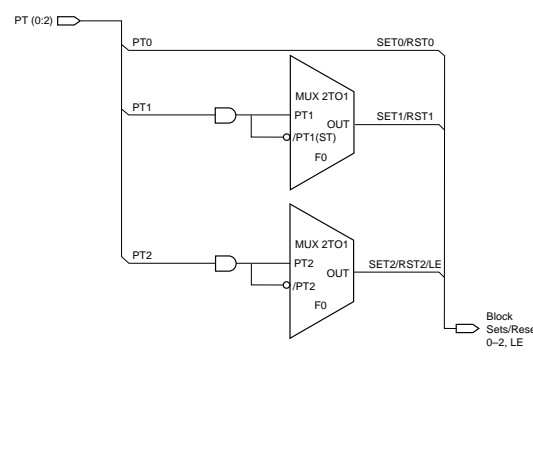 PT (0:2)
PT0
SET0/RST0
MUX 2TO1
PT1
PT1
OUT
SET1/RST1
/PT1(ST)
F0
MUX 2TO1
PT2
PT2
OUT
SET2/RST2/LE
/PT2
F0
Block
Sets/Rese
0–2, LE